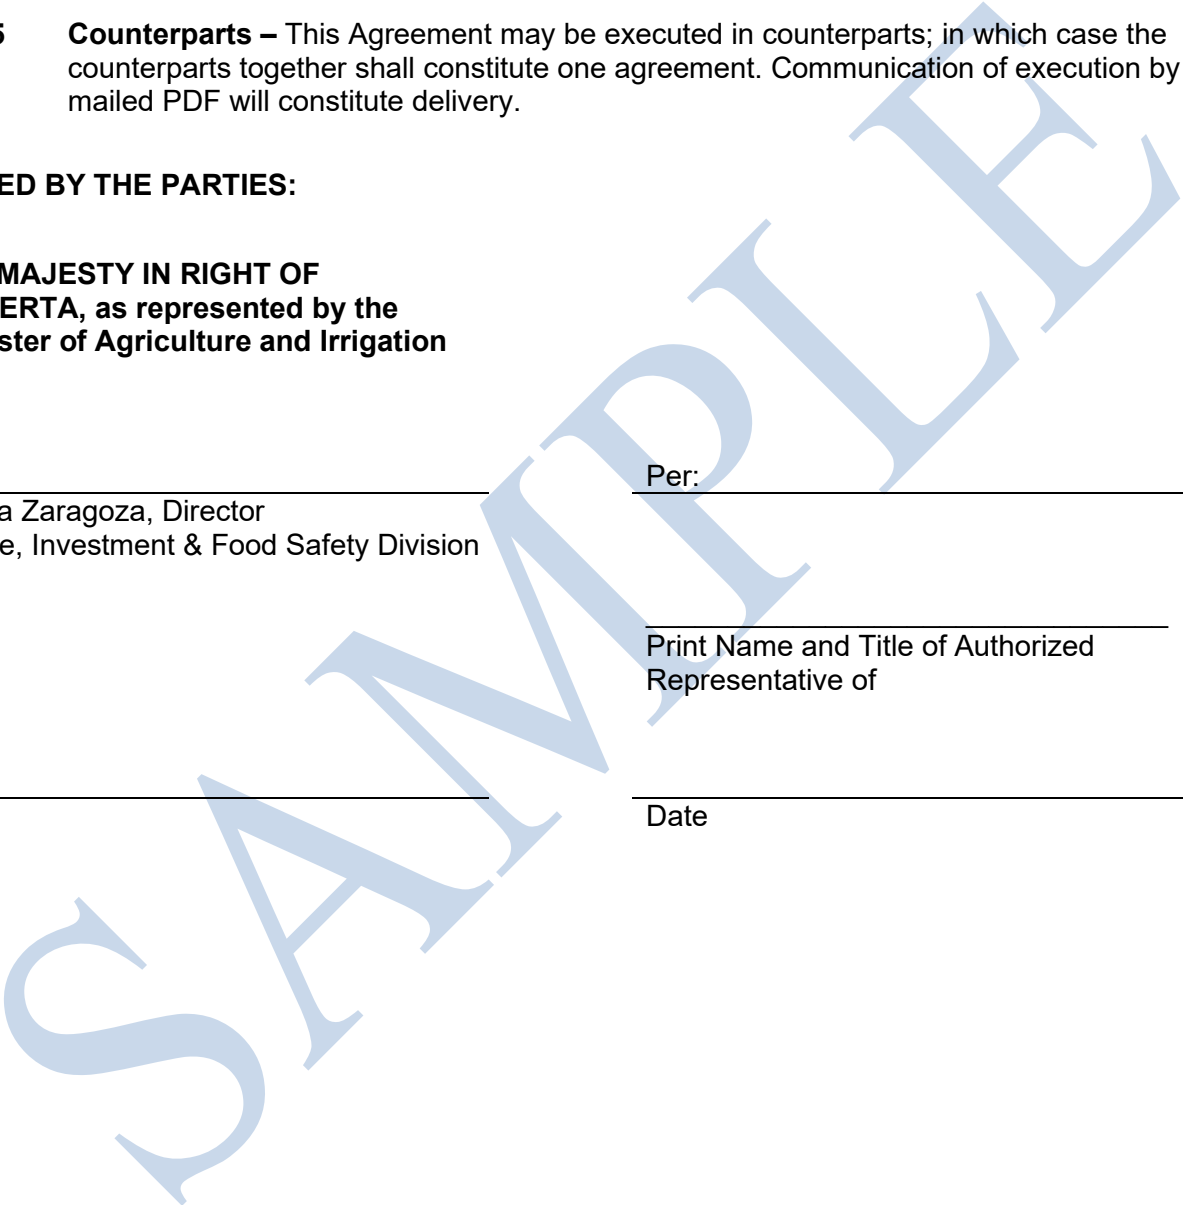 5 Counterparts – This Agreement may be executed in counterparts; in which case the
counterparts together shall constitute one agreement. Communication of execution by
mailed PDF will constitute delivery.
ED BY THE PARTIES:
MAJESTY IN RIGHT OF
ERTA, as represented by the
ster of Agriculture and Irrigation
Per:
a Zaragoza, Director
e, Investment & Food Safety Division
Print Name and Title of Authorized
Representative of
Date
SAMPLE